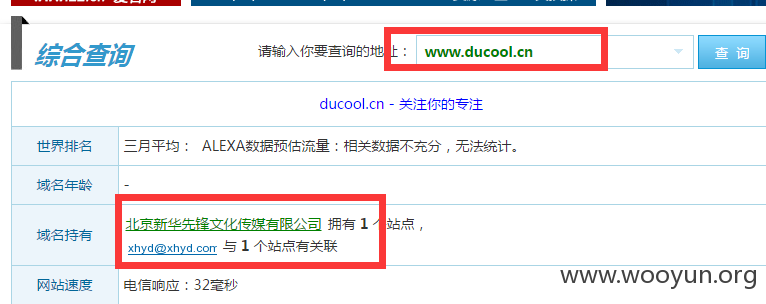 综合查询
请输入你要查询的地址： www.ducool.cn 查 询
ducool.cn - 关注你的专注
世界排名 三月平均： ALEXA数据预估流量：相关数据不充分，无法统计。
域名年龄 -
域名持有 北京新华先锋文化传媒有限公司 拥有 1 个站点，
xhyd@xhyd.com 与 1 个站点有关联
网站速度 电信响应：32毫秒
www.wooyun.org